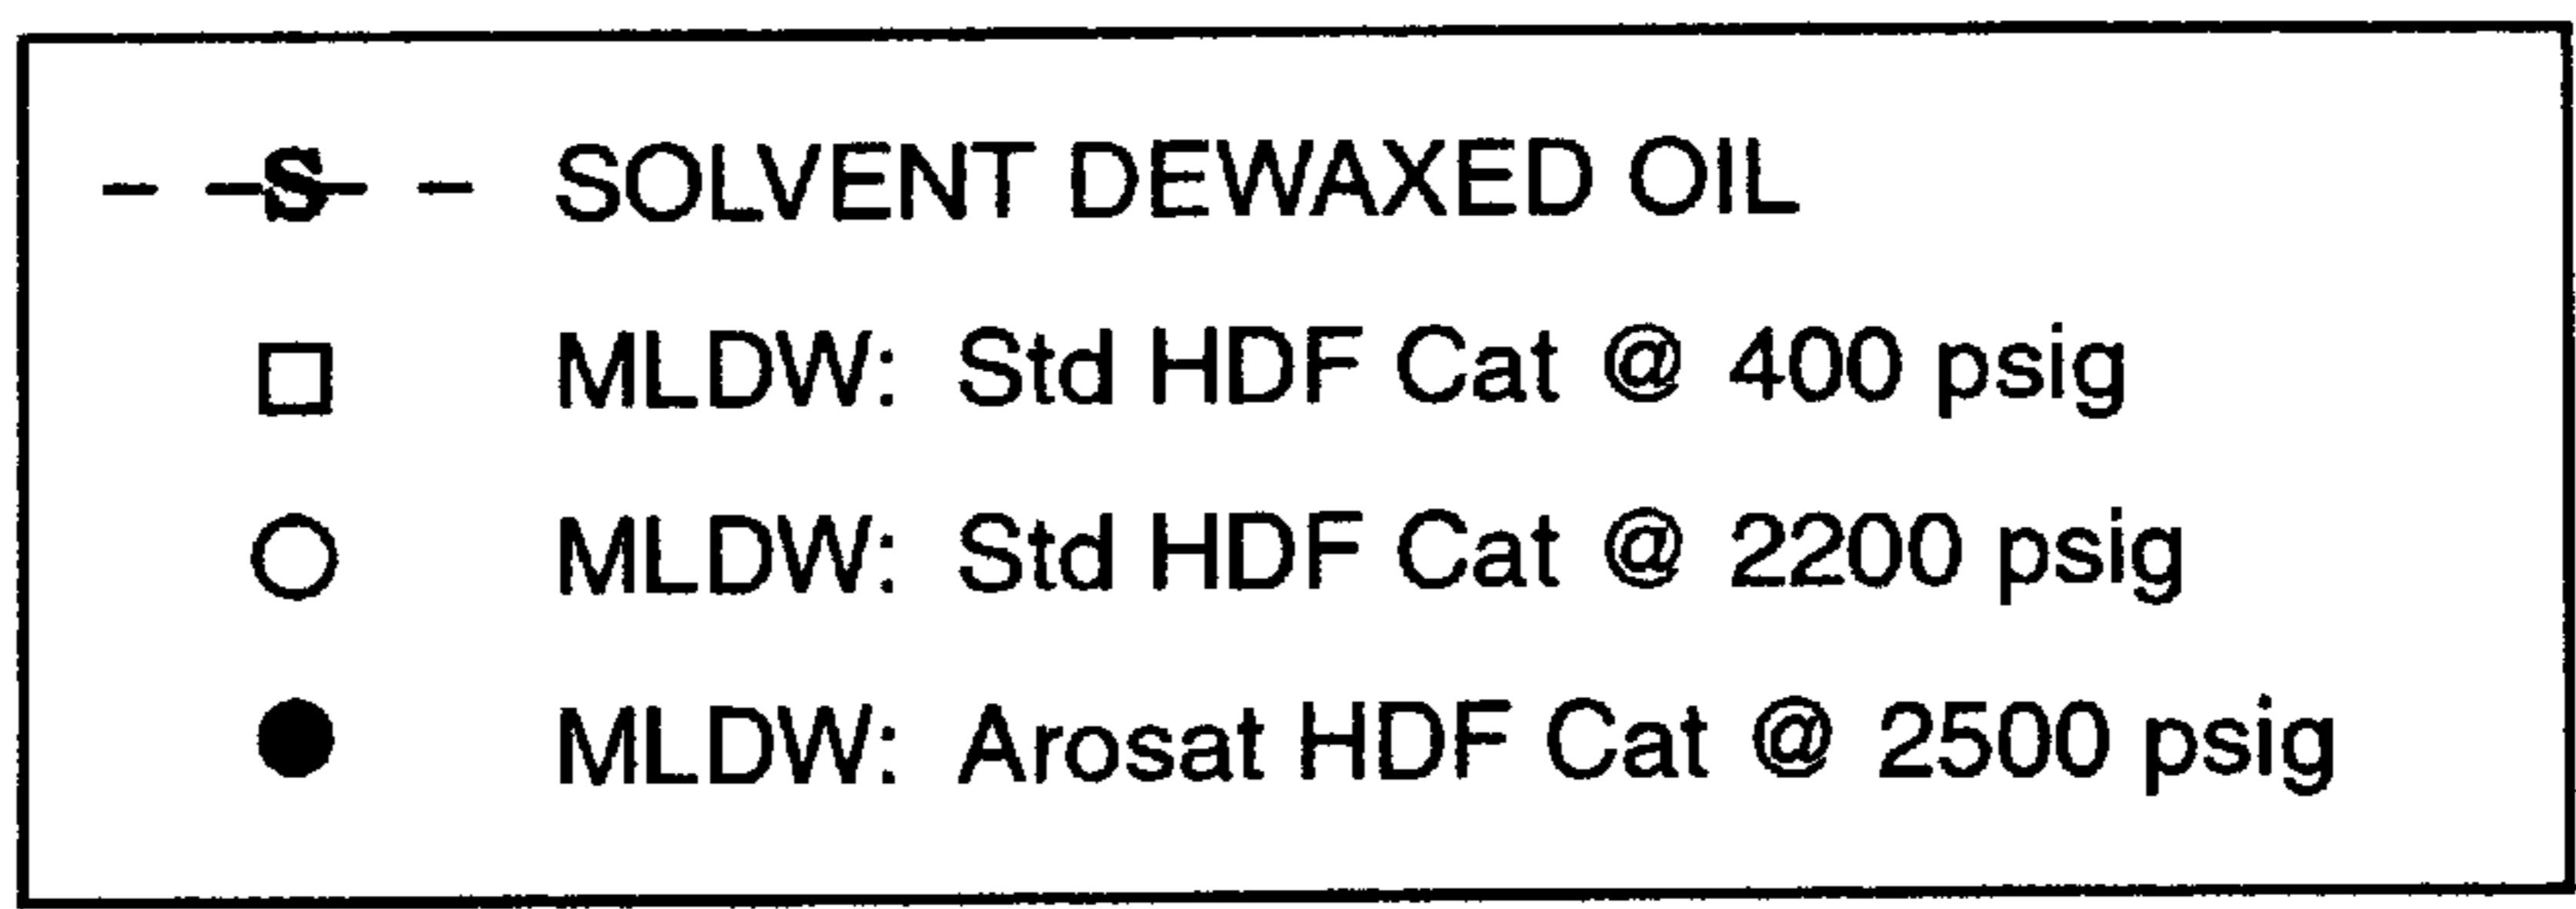 - -S- - SOLVENT DEWAXED OIL
□ MLDW: Std HDF Cat @ 400 psig
○ MLDW: Std HDF Cat @ 2200 psig
● MLDW: Arosat HDF Cat @ 2500 psig